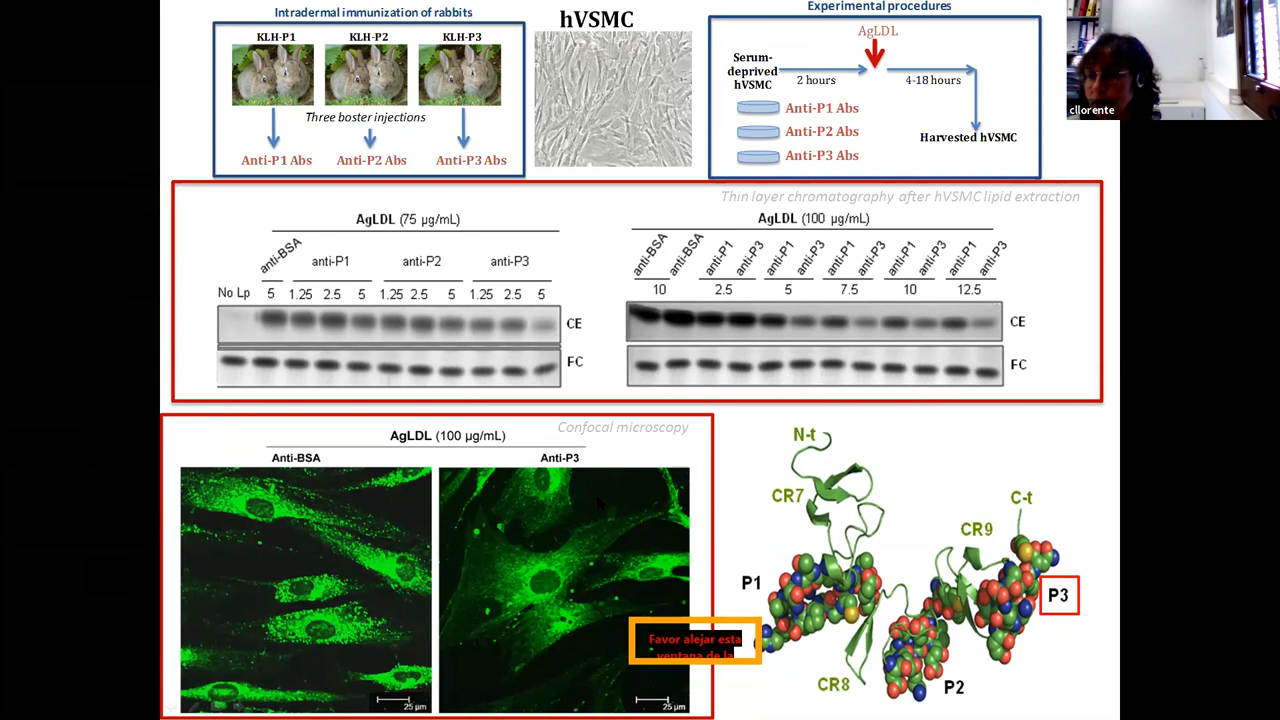 Intradermal immunization of rabbits
KLH-P1 KLH-P2 KLH-P3
Three boster injections
Anti-P1 Abs Anti-P2 Abs Anti-P3 Abs
hVSMC
Experimental procedures
AgLDL
Serum-
deprived
hVSMC
2 hours
4-18 hours
Anti-P1 Abs
Anti-P2 Abs
Anti-P3 Abs
Harvested hVSMC
cllorente
Thin layer chromatography after hVSMC lipid extraction
AgLDL (75 µg/mL)
anti-BSA anti-P1 anti-P2 anti-P3
No Lp 5 1.25 2.5 5 1.25 2.5 5 1.25 2.5 5
CE
FC
AgLDL (100 µg/mL)
anti-BSA anti-BSA anti-P1 anti-P3 anti-P1 anti-P3 anti-P1 anti-P3 anti-P1 anti-P3 anti-P1 anti-P3
10 2.5 5 7.5 10 12.5
CE
FC
Confocal microscopy
AgLDL (100 µg/mL)
Anti-BSA Anti-P3
25 µm 25 µm
N-t
CR7
C-t
CR9
P1
P3
CR8
P2
Favor alejar esta
ventana de la